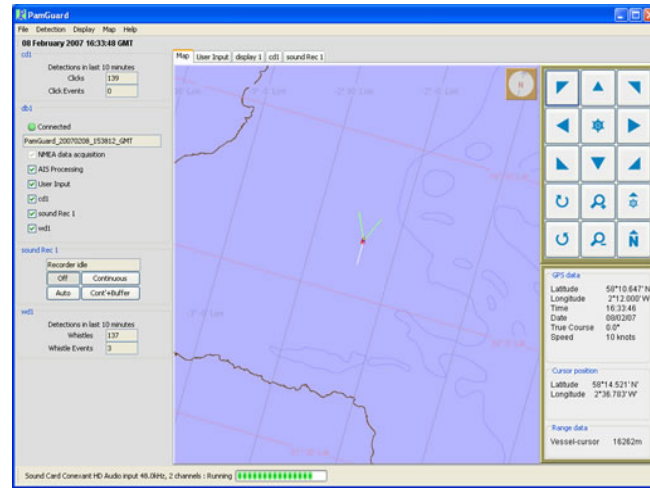 PamGuard
File Detection Display Map Help
08 February 2007 16:33:48 GMT
cd1
Detections in last 10 minutes
Clicks 139
Click Events 0
db1
Connected
PamGuard_20070208_153812_GMT
NMEA data acquisition
AIS Processing
User Input
cd1
sound Rec 1
wd1
sound Rec 1
Recorder idle
Off Continuous
Auto Cont'+Buffer
wd1
Detections in last 10 minutes
Whistles 137
Whistle Events 3
Map User Input display 1 cd1 sound Rec 1
N
N
GPS data
Latitude 58°10.647' N
Longitude 2°12.000' W
Time 16:33:46
Date 08/02/07
True Course 0.0°
Speed 10 knots
Cursor position
Latitude 58°14.521' N'
Longitude 2°36.783' W'
Range data
Vessel-cursor 16262m
Sound Card Conexant HD Audio input 48.0kHz, 2 channels : Running